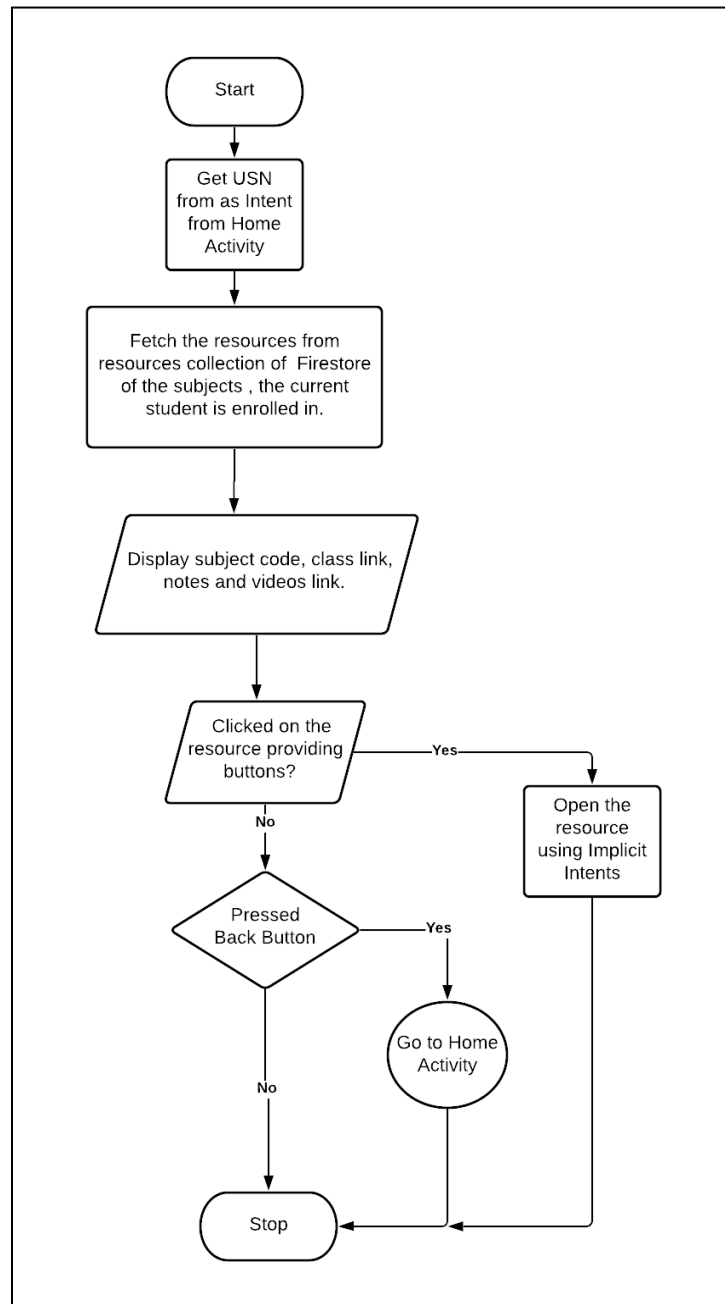 Start
Get USN
from as Intent
from Home
Activity
Fetch the resources from
resources collection of Firestore
of the subjects , the current
student is enrolled in.
Display subject code, class link,
notes and videos link.
Clicked on the
resource providing
buttons?
Yes
Open the
resource
using Implicit
Intents
No
Pressed
Back Button
Yes
Go to Home
Activity
No
Stop